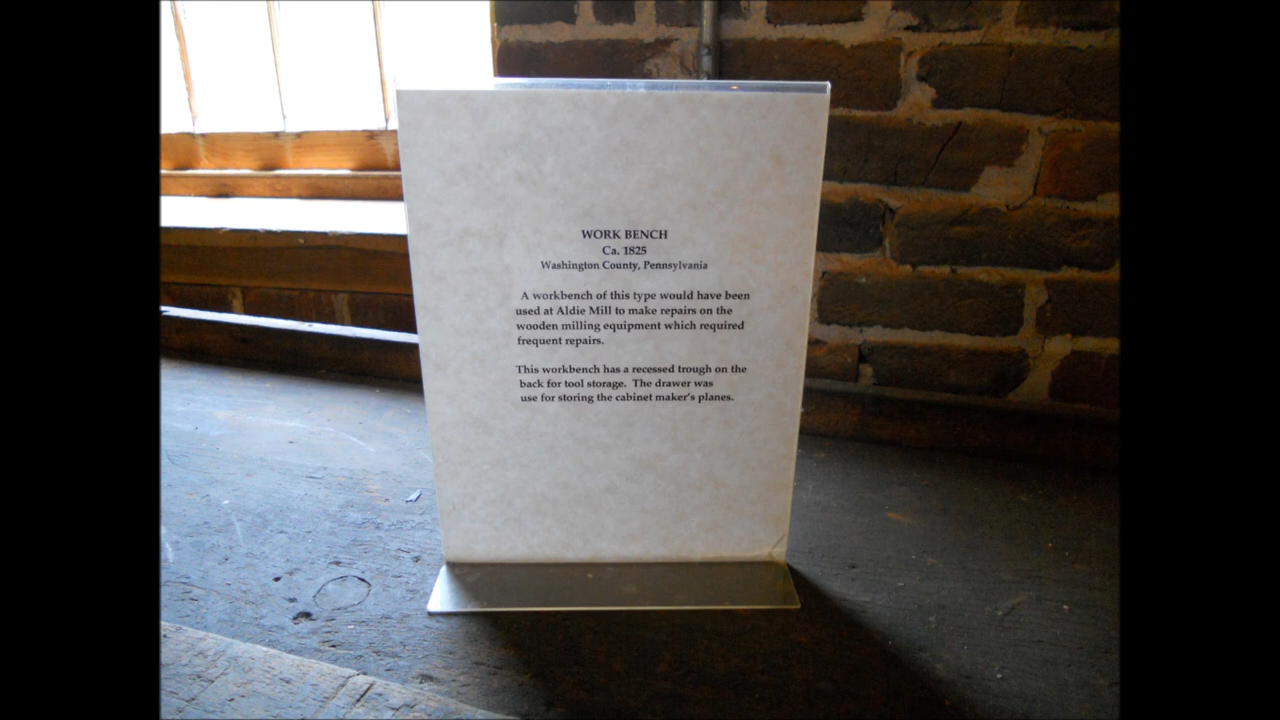 WORK BENCH
Ca. 1825
Washington County, Pennsylvania
A workbench of this type would have been
used at Aldie Mill to make repairs on the
wooden milling equipment which required
frequent repairs.
This workbench has a recessed trough on the
back for tool storage. The drawer was
use for storing the cabinet maker's planes.